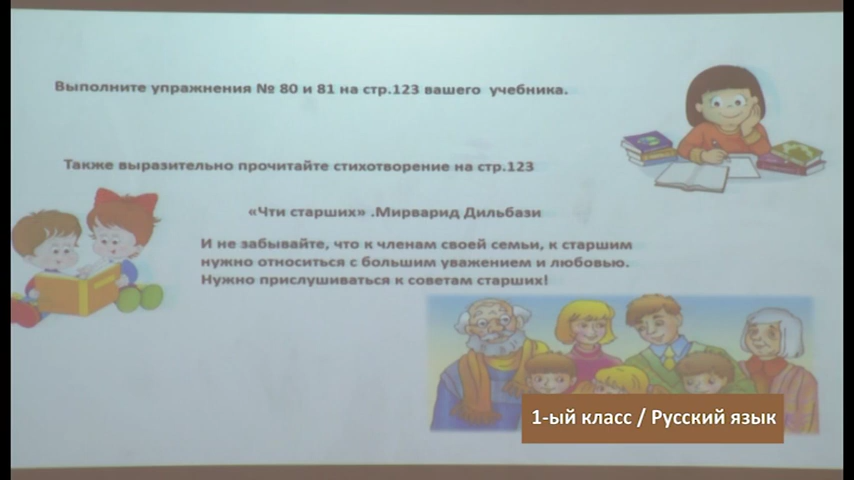 Выполните упражнения № 80 и 81 на стр.123 вашего учебника.
Также выразительно прочитайте стихотворение на стр.123
«Чти старших» .Мирварид Дильбази
И не забывайте, что к членам своей семьи, к старшим
нужно относиться с большим уважением и любовью.
Нужно прислушиваться к советам старших!
1-ый класс / Русский язык